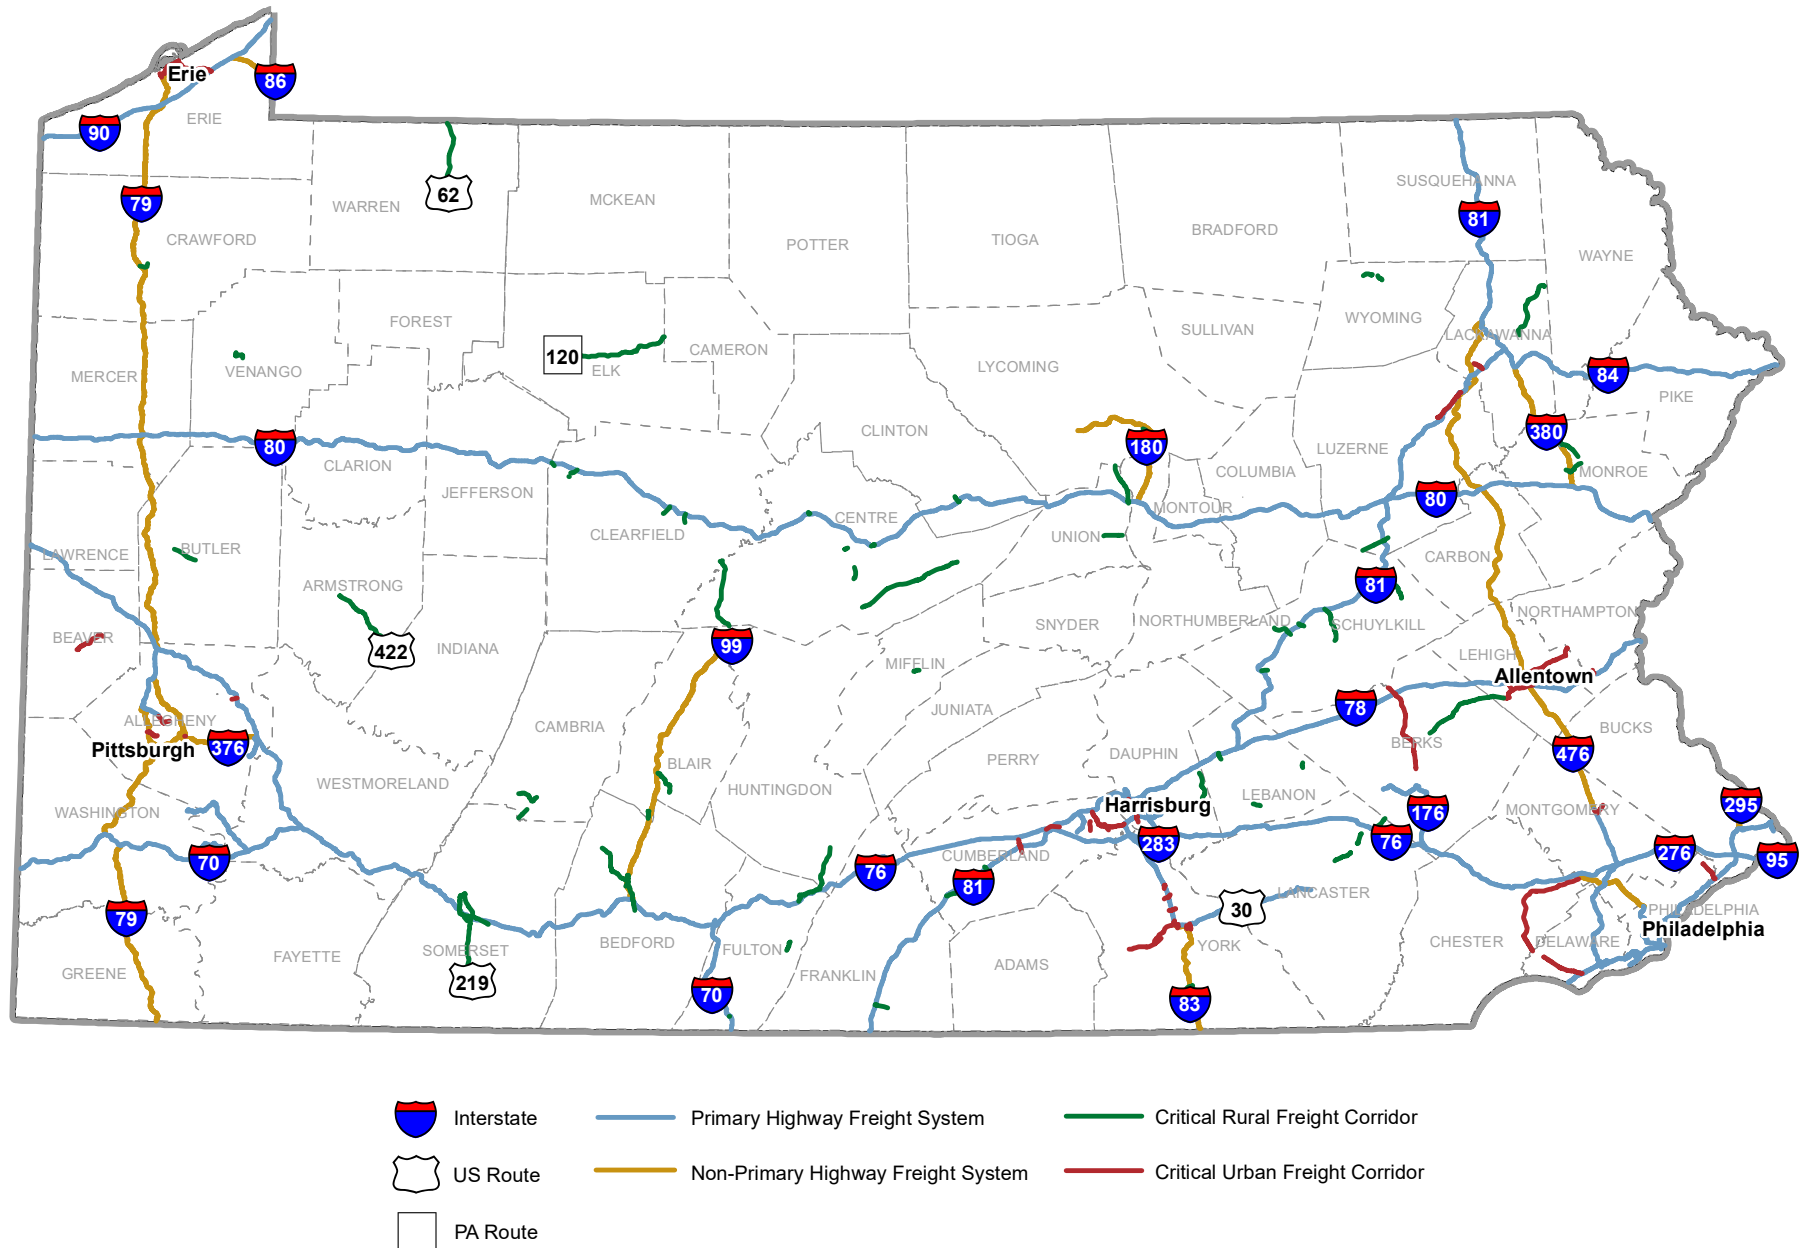 Erie
86
90
ERIE
62
79
WARREN
MCKEAN
SUSQUEHANNA
81
CRAWFORD
POTTER
TIOGA
BRADFORD
WAYNE
FOREST
WYOMING
SULLIVAN
LACKAWANNA
120
CAMERON
ELK
MERCER
VENANGO
LYCOMING
84
PIKE
CLINTON
380
80
180
LUZERNE
CLARION
COLUMBIA
MONROE
JEFFERSON
80
MONTOUR
CENTRE
CLEARFIELD
UNION
LAWRENCE
BUTLER
CARBON
ARMSTRONG
81
NORTHAMPTON
SNYDER
NORTHUMBERLAND
SCHUYLKILL
BEAVER
422
INDIANA
99
MIFFLIN
LEHIGH
Allentown
ALLEGHENY
CAMBRIA
JUNIATA
78
BUCKS
Pittsburgh
376
BERKS
476
DAUPHIN
PERRY
BLAIR
WESTMORELAND
HUNTINGDON
LEBANON
Harrisburg
WASHINGTON
176
MONTGOMERY
295
283
76
70
CUMBERLAND
276
95
76
81
LANCASTER
30
79
PHILADELPHIA
Philadelphia
SOMERSET
BEDFORD
FULTON
YORK
CHESTER
DELAWARE
FAYETTE
GREENE
FRANKLIN
ADAMS
219
70
83
Interstate
Primary Highway Freight System
Critical Rural Freight Corridor
US Route
Non-Primary Highway Freight System
Critical Urban Freight Corridor
PA Route